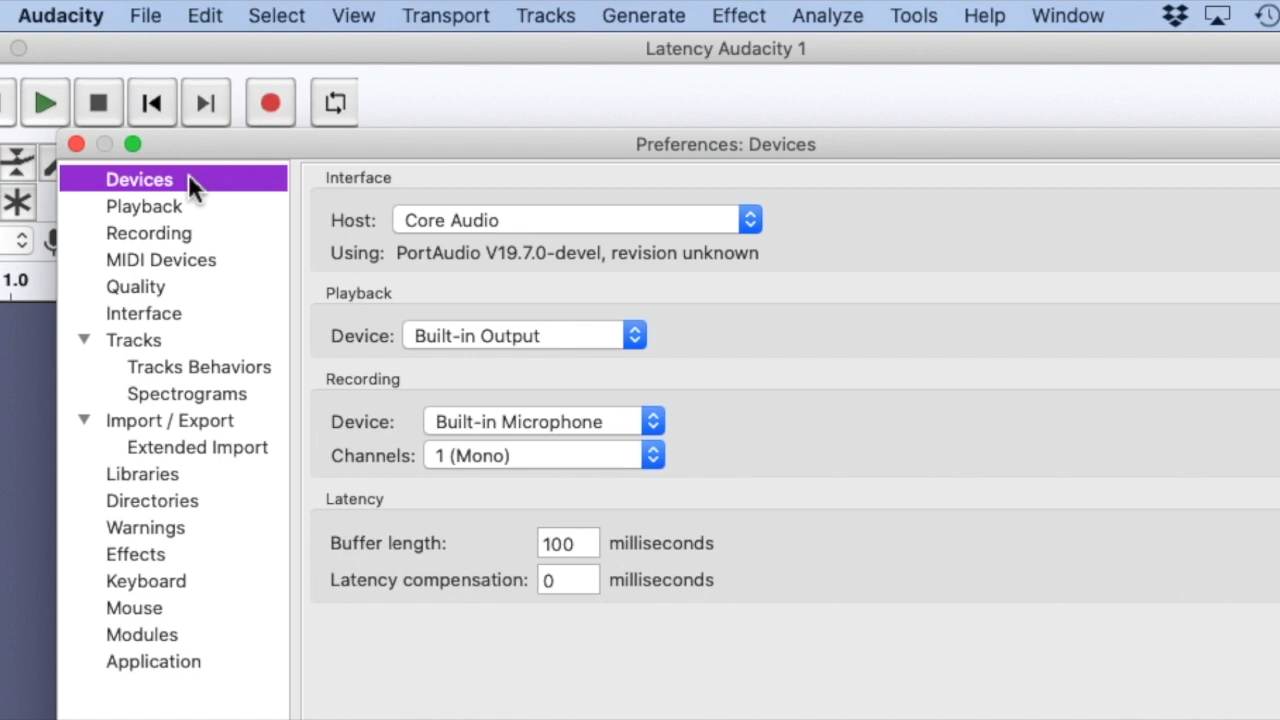 Audacity File Edit Select View Transport Tracks Generate Effect Analyze Tools Help Window
Latency Audacity 1
Preferences: Devices
1.0
Devices
Playback
Recording
MIDI Devices
Quality
Interface
Tracks
Tracks Behaviors
Spectrograms
Import / Export
Extended Import
Libraries
Directories
Warnings
Effects
Keyboard
Mouse
Modules
Application
Interface
Host: Core Audio
Using: PortAudio V19.7.0-devel, revision unknown
Playback
Device: Built-in Output
Recording
Device: Built-in Microphone
Channels: 1 (Mono)
Latency
Buffer length: 100 milliseconds
Latency compensation: 0 milliseconds